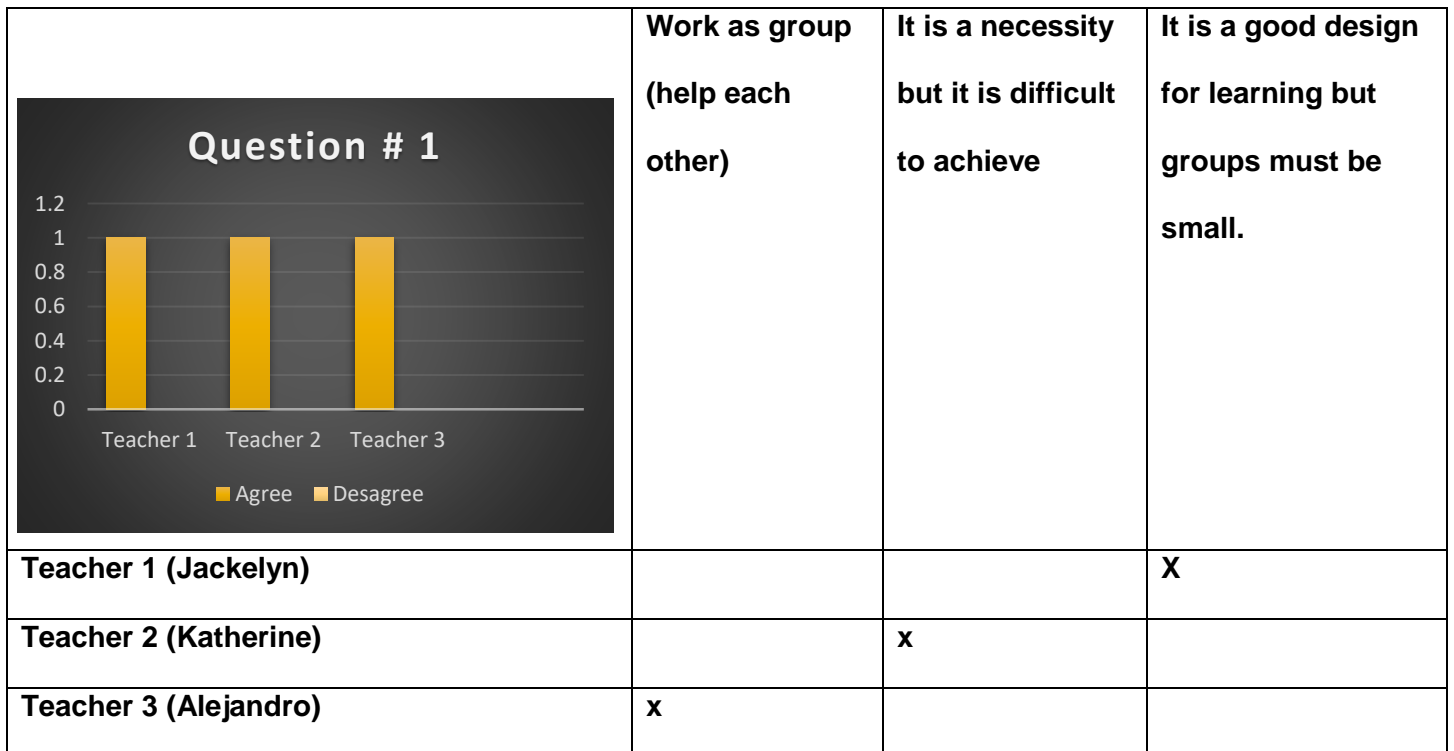 Work as group
(help each
other)
It is a necessity
but it is difficult
to achieve
It is a good design
for learning but
groups must be
small.
Question # 1
1.2
1
0.8
0.6
0.4
0.2
0
Teacher 1 Teacher 2 Teacher 3
Agree Desagree
Teacher 1 (Jackelyn) X
Teacher 2 (Katherine) x
Teacher 3 (Alejandro) x